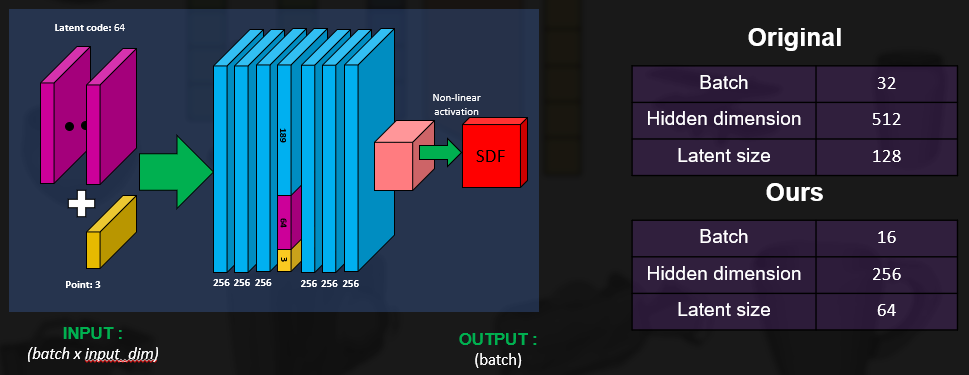 Latent code: 64
Point: 3
189
64
3
256 256 256 256 256 256
Non-linear
activation
SDF
INPUT :
(batch x input_dim)
OUTPUT :
(batch)
Original
Batch 32
Hidden dimension 512
Latent size 128
Ours
Batch 16
Hidden dimension 256
Latent size 64